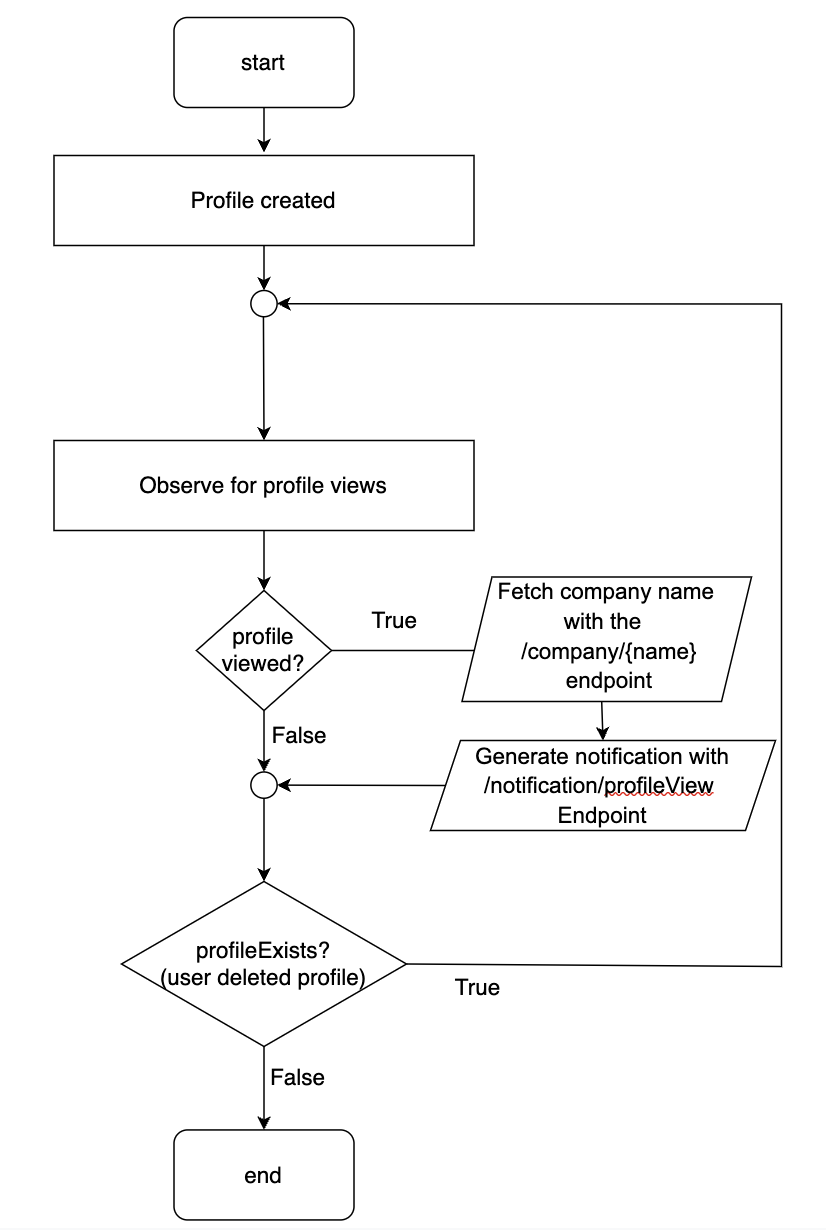 start
Profile created
Observe for profile views
profile
viewed?
True
Fetch company name
with the
/company/{name}
endpoint
False
Generate notification with
/notification/profileView
Endpoint
profileExists?
(user deleted profile)
True
False
end